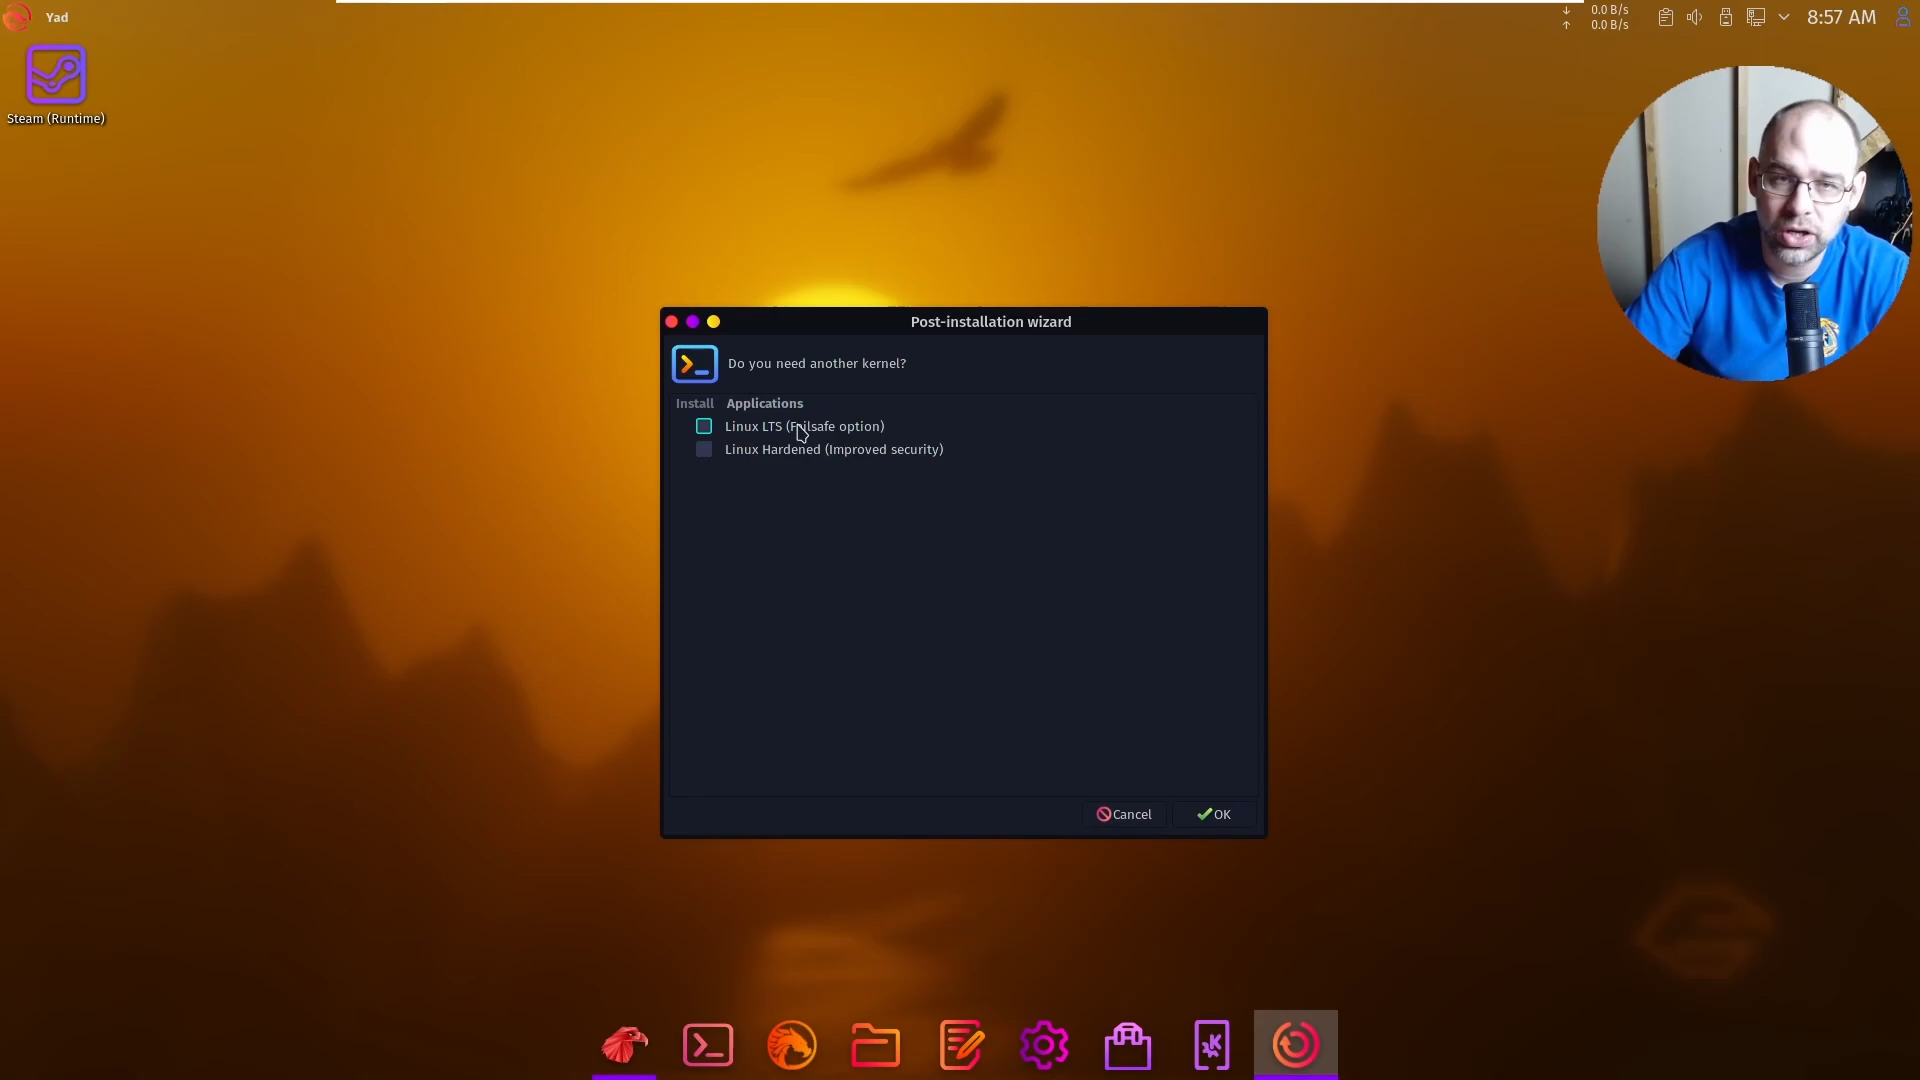 Yad
0.0 B/s
0.0 B/s
8:57 AM
Steam (Runtime)
Post-installation wizard
Do you need another kernel?
Install Applications
Linux LTS (Failsafe option)
Linux Hardened (Improved security)
Cancel
OK